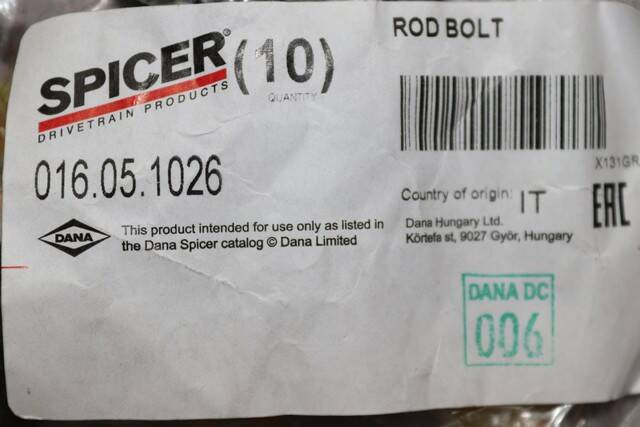 SPICER®
DRIVETRAIN PRODUCTS
(10)
QUANTITY
016.05.1026
DANA
This product intended for use only as listed in
the Dana Spicer catalog © Dana Limited
ROD BOLT
X131GR
Country of origin: IT
EAC
Dana Hungary Ltd.
Körtefa st, 9027 Győr, Hungary
DANA DC
006